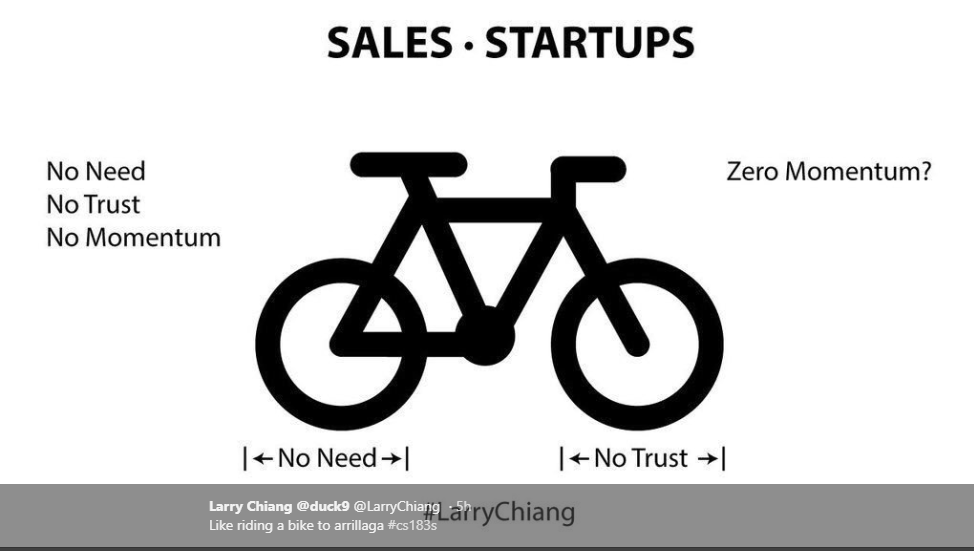 SALES · STARTUPS
No Need
No Trust
No Momentum
Zero Momentum?
|←No Need→|
|←No Trust →|
#LarryChiang
Larry Chiang @duck9 @LarryChiang · 5h
Like riding a bike to arrillaga #cs183s